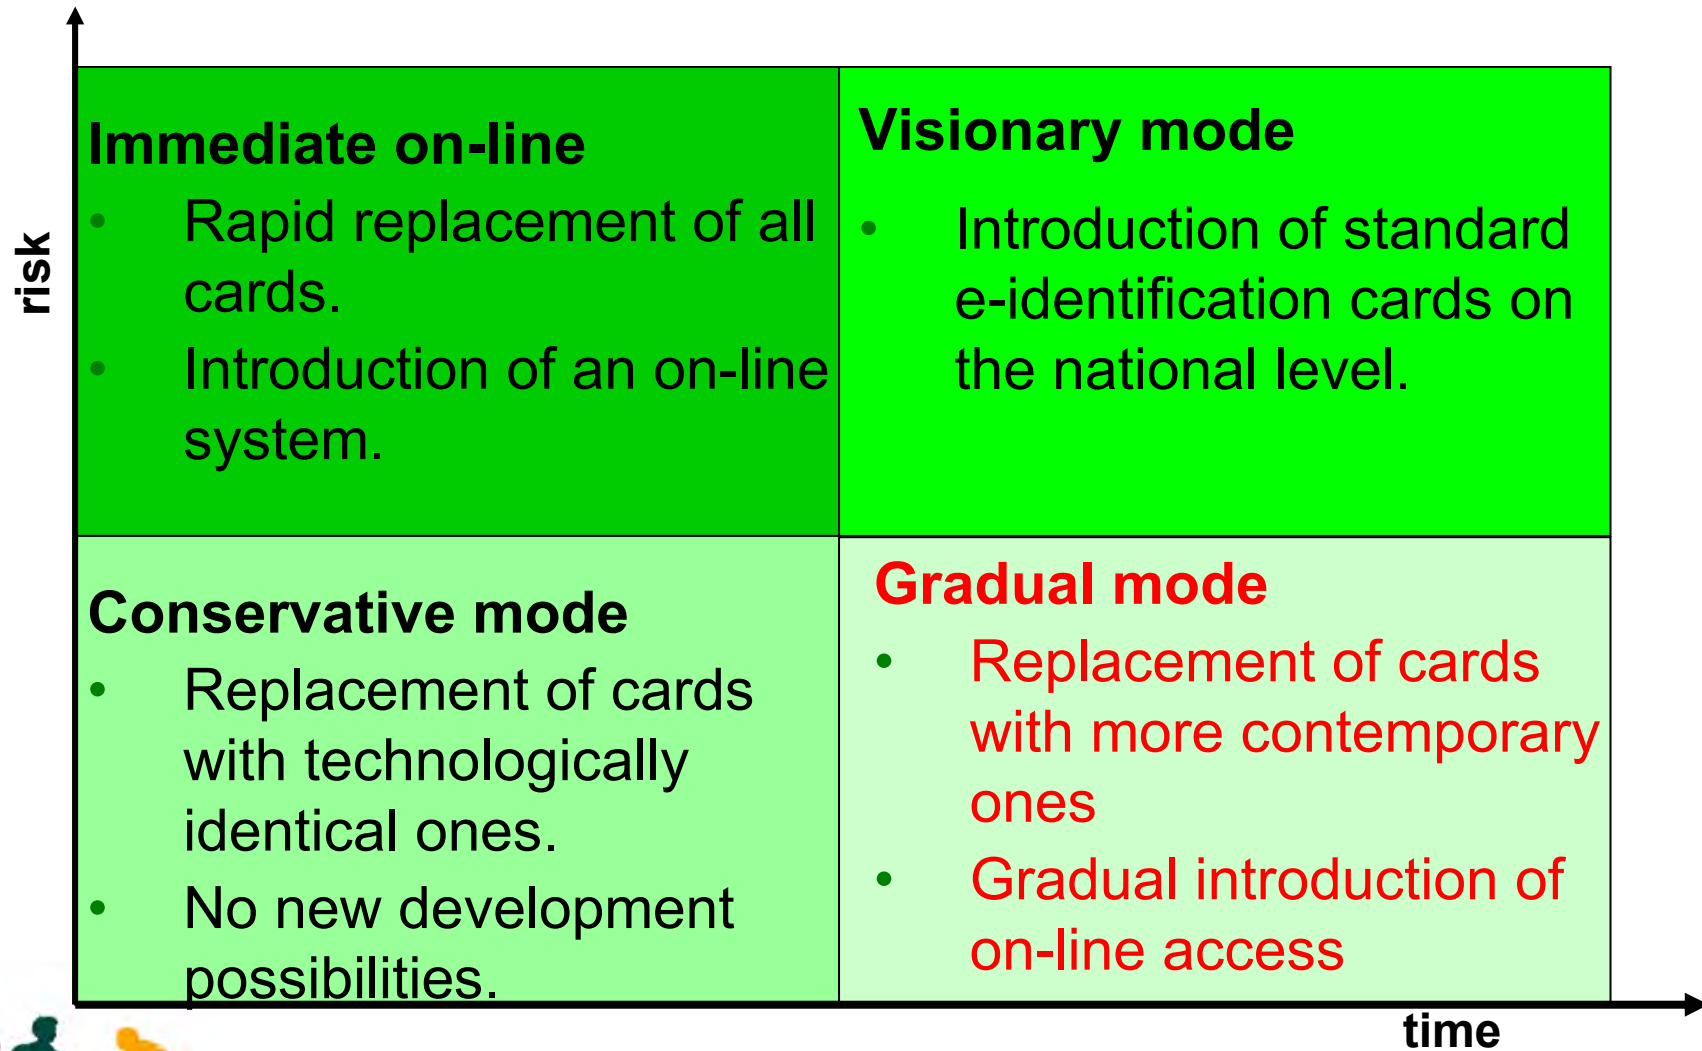 risk
Immediate on-line
• Rapid replacement of all
cards.
• Introduction of an on-line
system.
Visionary mode
• Introduction of standard
e-identification cards on
the national level.
Conservative mode
• Replacement of cards
with technologically
identical ones.
• No new development
possibilities.
Gradual mode
• Replacement of cards
with more contemporary
ones
• Gradual introduction of
on-line access
time